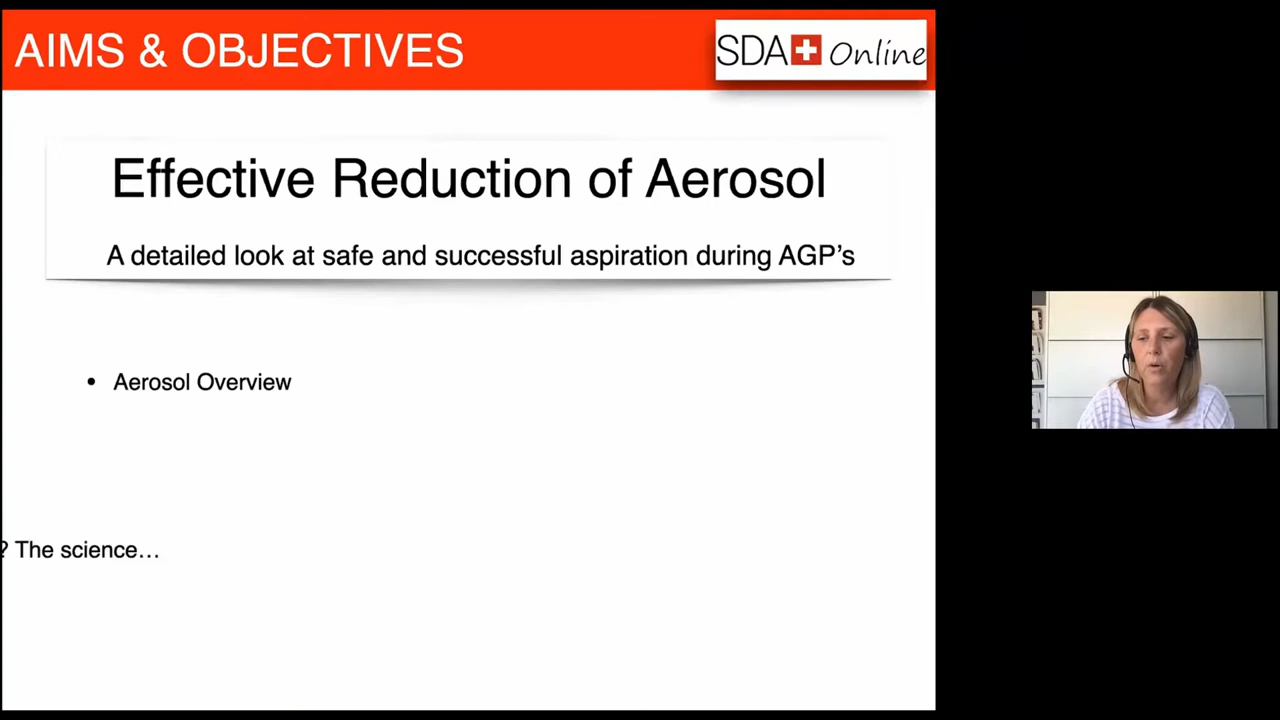 AIMS & OBJECTIVES
SDA Online
Effective Reduction of Aerosol
A detailed look at safe and successful aspiration during AGP’s
• Aerosol Overview
? The science…